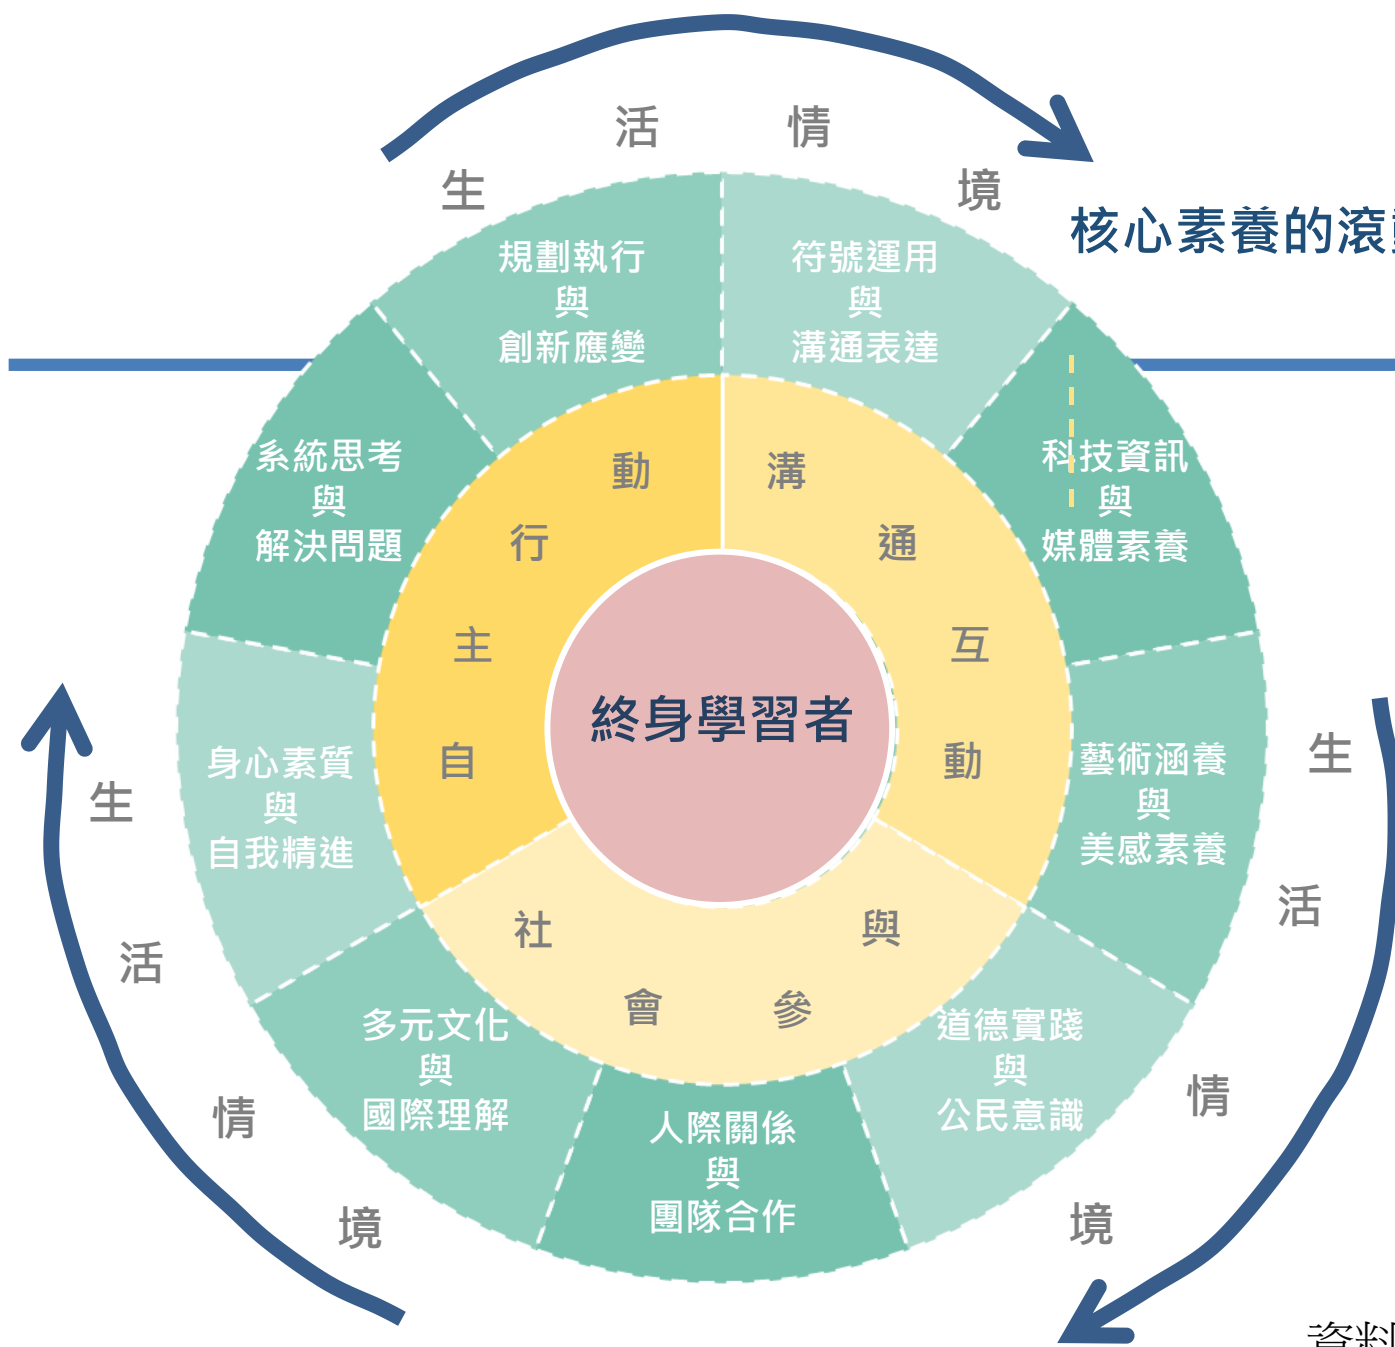 生活情境
核心素養的滾
規劃執行
與
創新應變
符號運用
與
溝通表達
系統思考
與
解決問題
科技資訊
與
媒體素養
身心素質
與
自我精進
藝術涵養
與
美感素養
多元文化
與
國際理解
人際關係
與
團隊合作
道德實踐
與
公民意識
自主行動
溝通互動
社會參與
終身學習者
生活情境
生活情境
資料